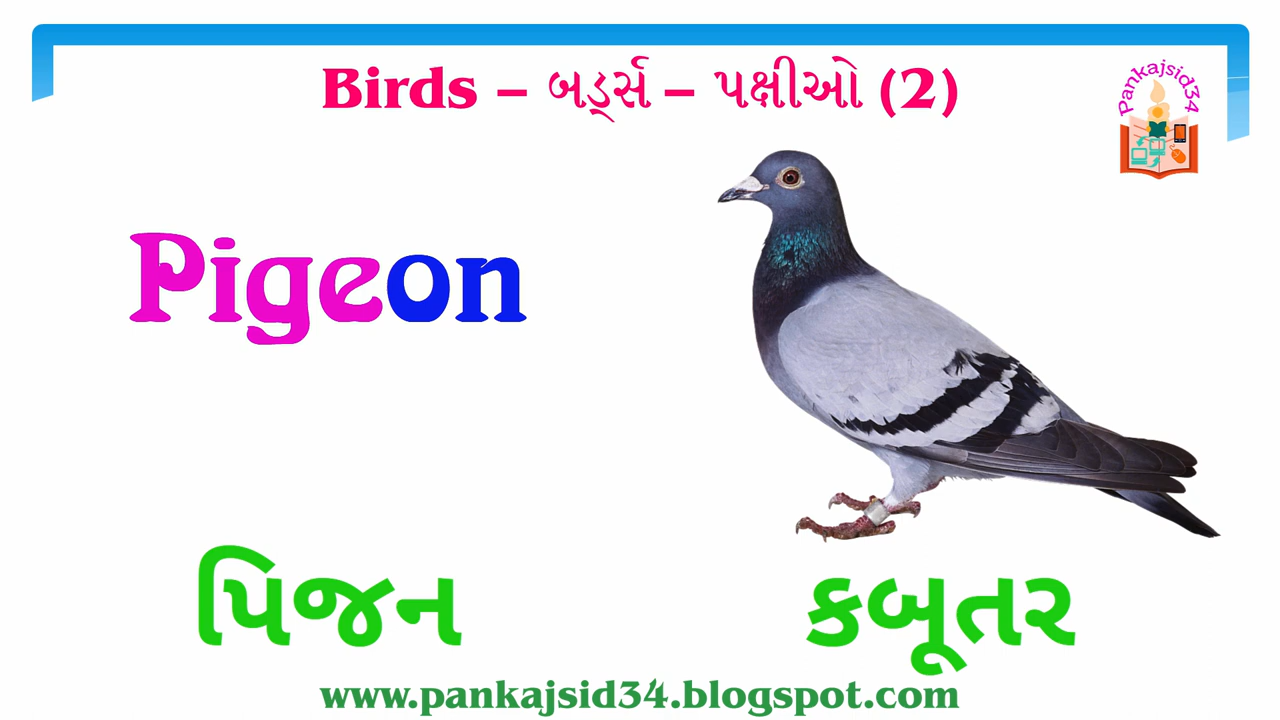 Birds – બર્ડ્સ – પક્ષીઓ (2)
Pankajsid34
Pigeon
પિજન
કબૂતર
www.pankajsid34.blogspot.com